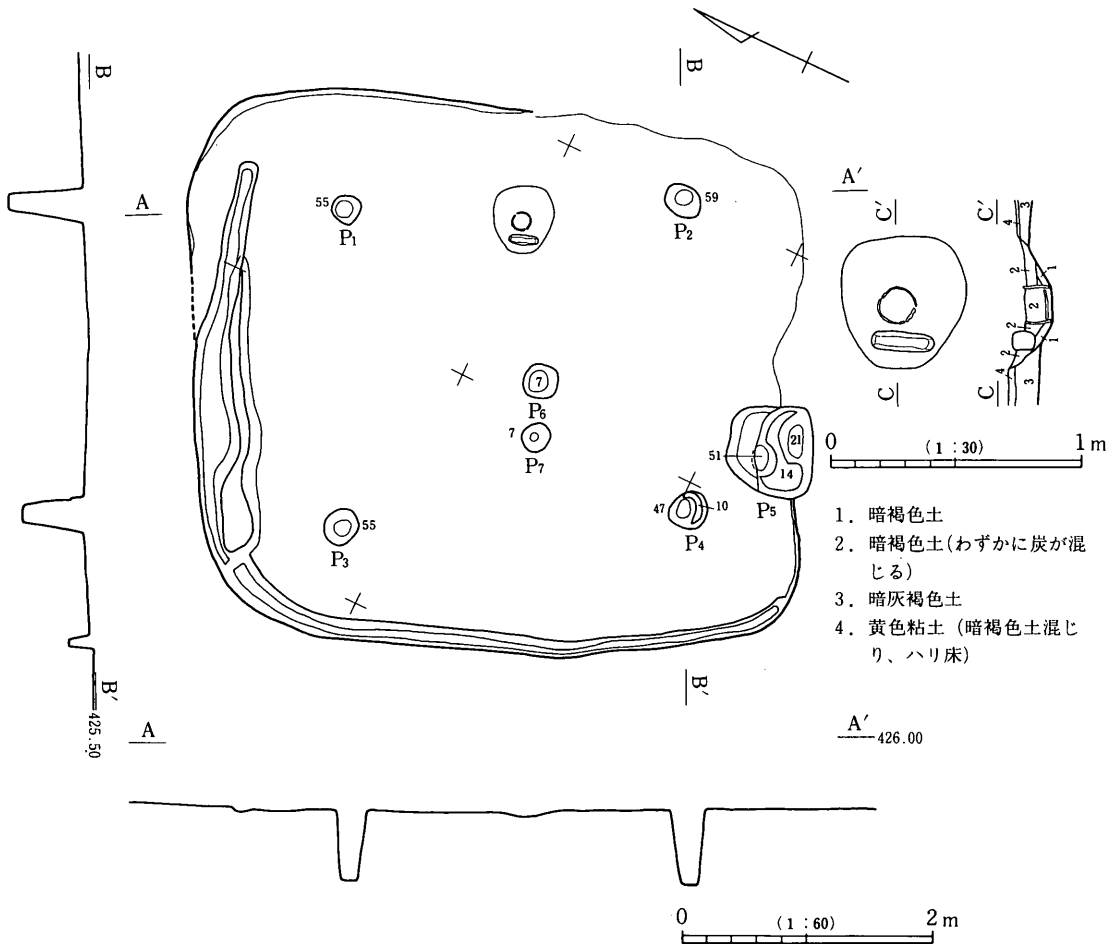 B
B
A
A′
55
P₁
59
P₂
C′
C′
4
3
2
1
2
2
1
4
3
C
C
7
P₆
7
P₇
51
21
14
P₅
47
10
P₄
55
P₃
0 (1：30) 1m
1. 暗褐色土
2. 暗褐色土(わずかに炭が混
じる)
3. 暗灰褐色土
4. 黄色粘土 (暗褐色土混じ
り、ハリ床)
B′
425.50
B′
A
A′ 426.00
0 (1：60) 2m